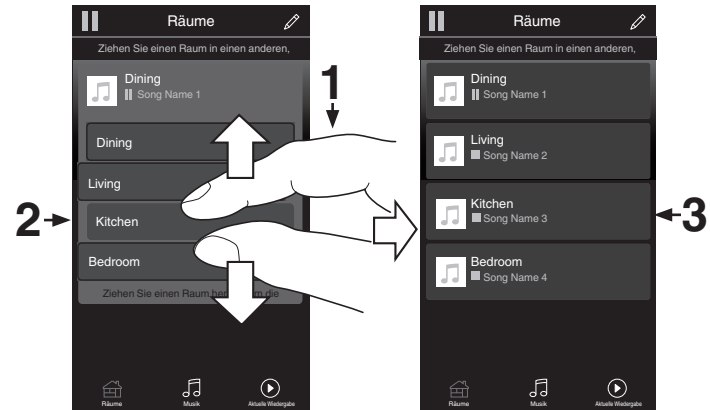 Räume
Ziehen Sie einen Raum in einen anderen,
Dining
Song Name 1
Dining
Living
Kitchen
Bedroom
Ziehen Sie einen Raum
die
Räume
Musik
Aktuelle Wiedergabe
1
2
Räume
Ziehen Sie einen Raum in einen anderen,
Dining
Song Name 1
Living
Song Name 2
Kitchen
Song Name 3
Bedroom
Song Name 4
Räume
Musik
Aktuelle Wiedergabe
3